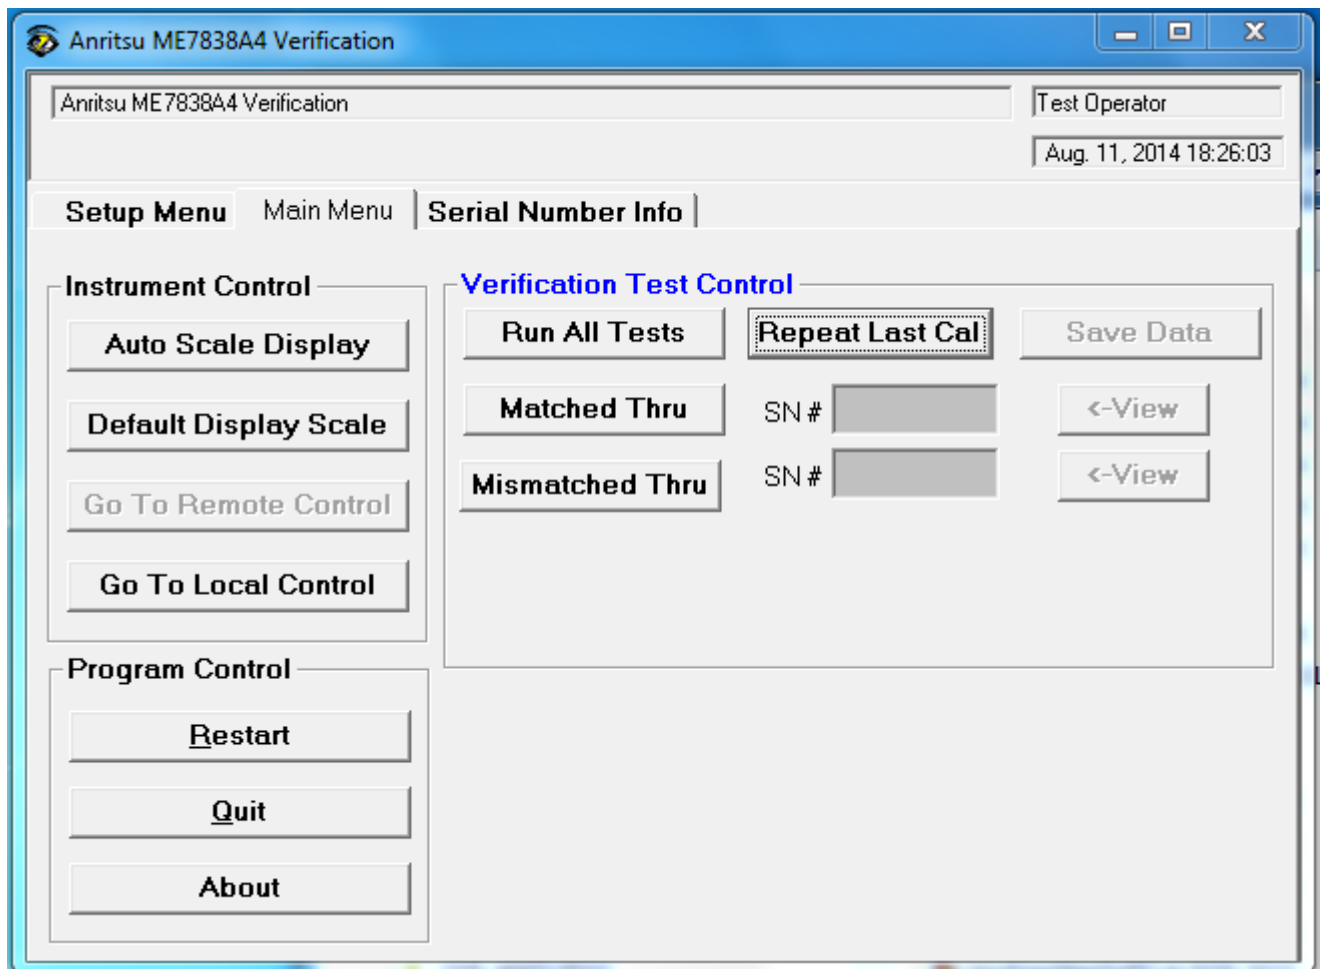 Anritsu ME7838A4 Verification
Anritsu ME7838A4 Verification
Test Operator
Aug. 11, 2014 18:26:03
Setup Menu Main Menu Serial Number Info
Instrument Control
Auto Scale Display
Default Display Scale
Go To Remote Control
Go To Local Control
Verification Test Control
Run All Tests Repeat Last Cal Save Data
Matched Thru SN # <-View
Mismatched Thru SN # <-View
Program Control
Restart
Quit
About